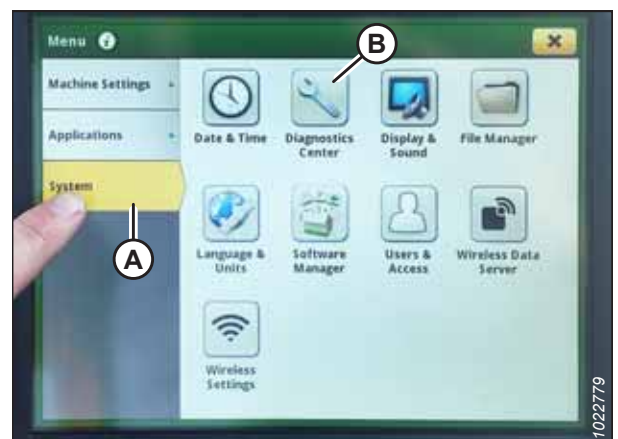 Menu i
B
Machine Settings
Applications
System
A
Date & Time
Diagnostics
Center
Display &
Sound
File Manager
Language &
Units
Software
Manager
Users &
Access
Wireless Data
Server
Wireless
Settings
1022779